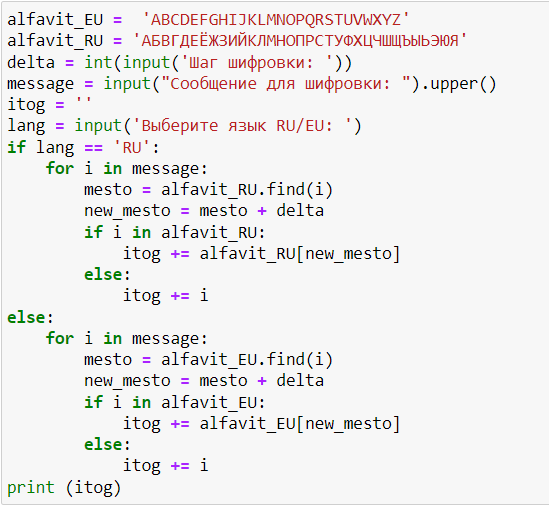 alfavit_EU =  'ABCDEFGHIJKLMNOPQRSTUVWXYZ'
alfavit_RU = 'АБВГДЕЁЖЗИЙКЛМНОПРСТУФХЦЧШЩЪЫЬЭЮЯ'
delta = int(input('Шаг шифровки: '))
message = input("Сообщение для шифровки: ").upper()
itog = ''
lang = input('Выберите язык RU/EU: ')
if lang == 'RU':
    for i in message:
        mesto = alfavit_RU.find(i)
        new_mesto = mesto + delta
        if i in alfavit_RU:
            itog += alfavit_RU[new_mesto]
        else:
            itog += i
else:
    for i in message:
        mesto = alfavit_EU.find(i)
        new_mesto = mesto + delta
        if i in alfavit_EU:
            itog += alfavit_EU[new_mesto]
        else:
            itog += i
print (itog)